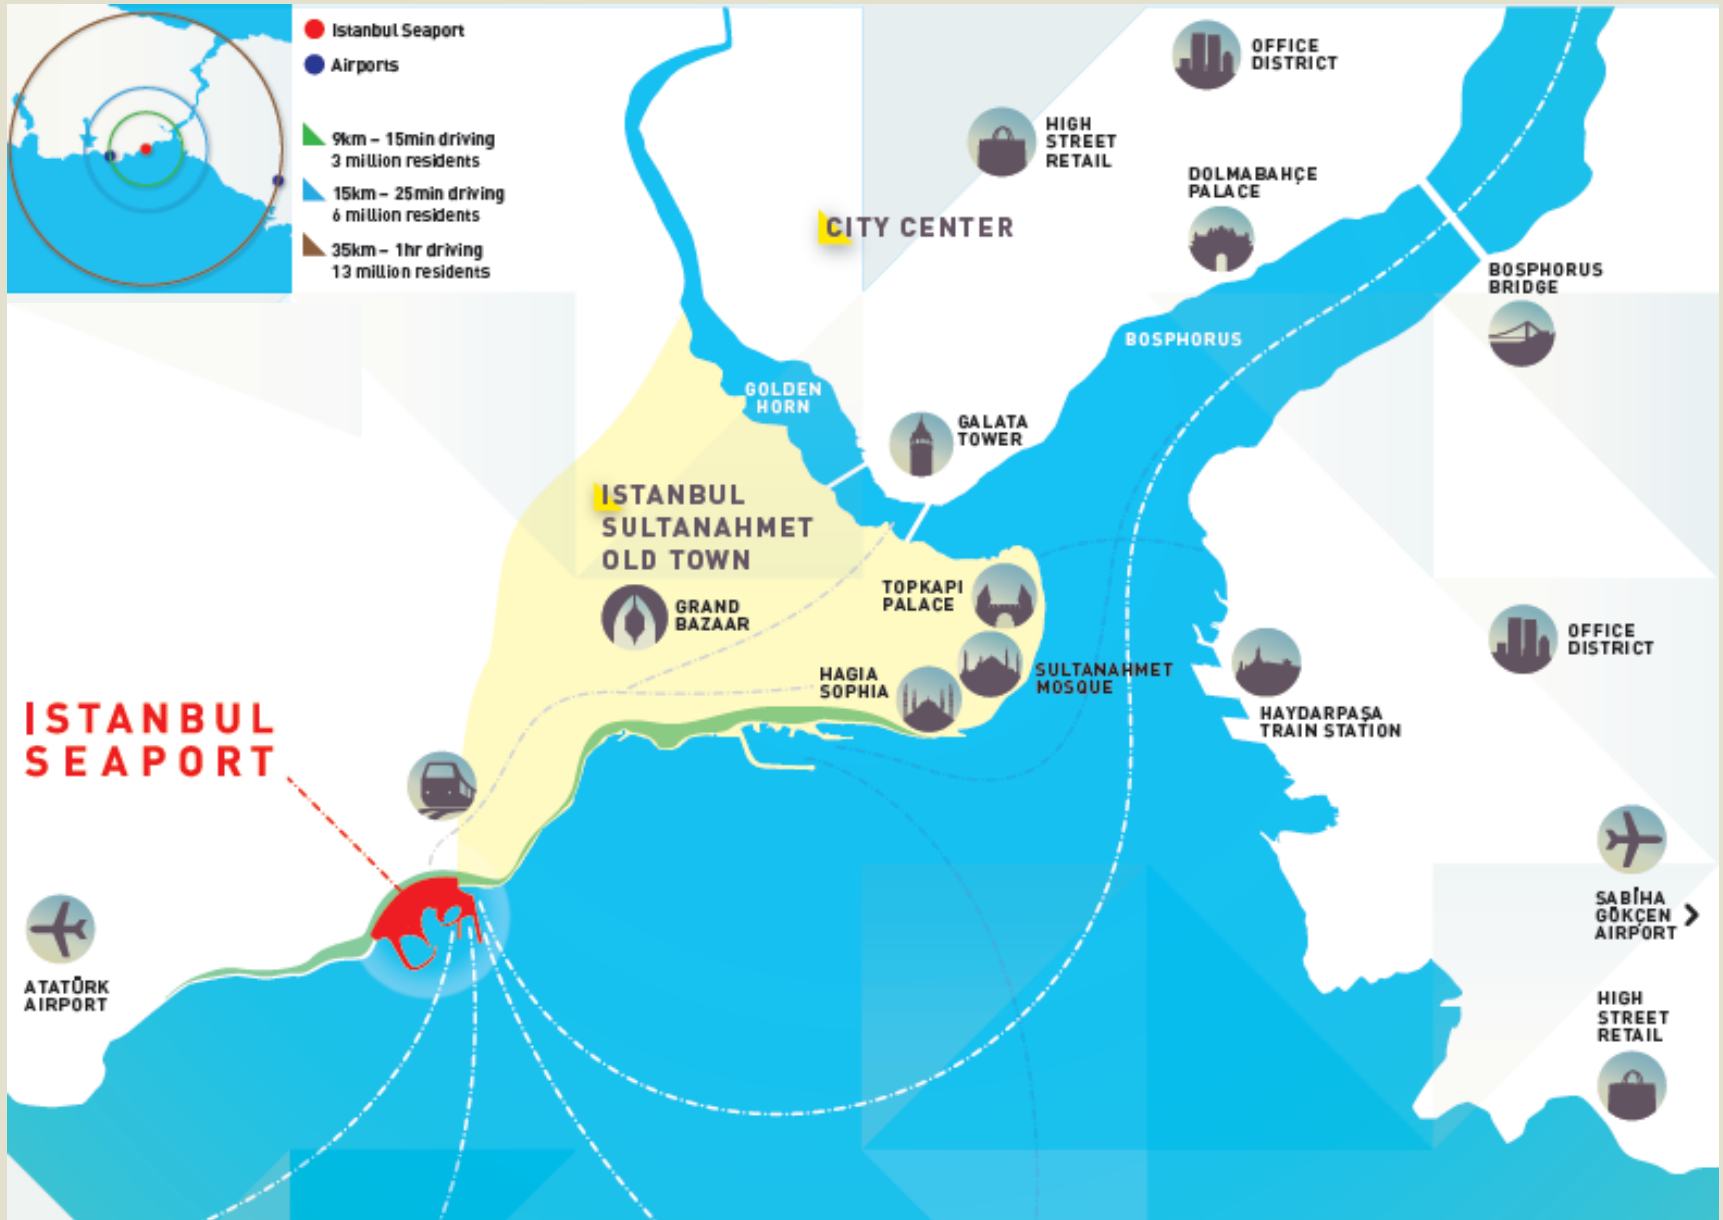 Istanbul Seaport
Airports
9km – 15min driving
3 million residents
15km – 25min driving
6 million residents
35km – 1hr driving
13 million residents
OFFICE
DISTRICT
HIGH
STREET
RETAIL
DOLMABAHÇE
PALACE
CITY CENTER
BOSPHORUS
BRIDGE
BOSPHORUS
GOLDEN
HORN
GALATA
TOWER
ISTANBUL
SULTANAHMET
OLD TOWN
GRAND
BAZAAR
TOPKAPI
PALACE
HAGIA
SOPHIA
SULTANAHMET
MOSQUE
OFFICE
DISTRICT
HAYDARPAŞA
TRAIN STATION
ISTANBUL
SEAPORT
SABİHA
GÖKÇEN
AIRPORT
ATATÜRK
AIRPORT
HIGH
STREET
RETAIL